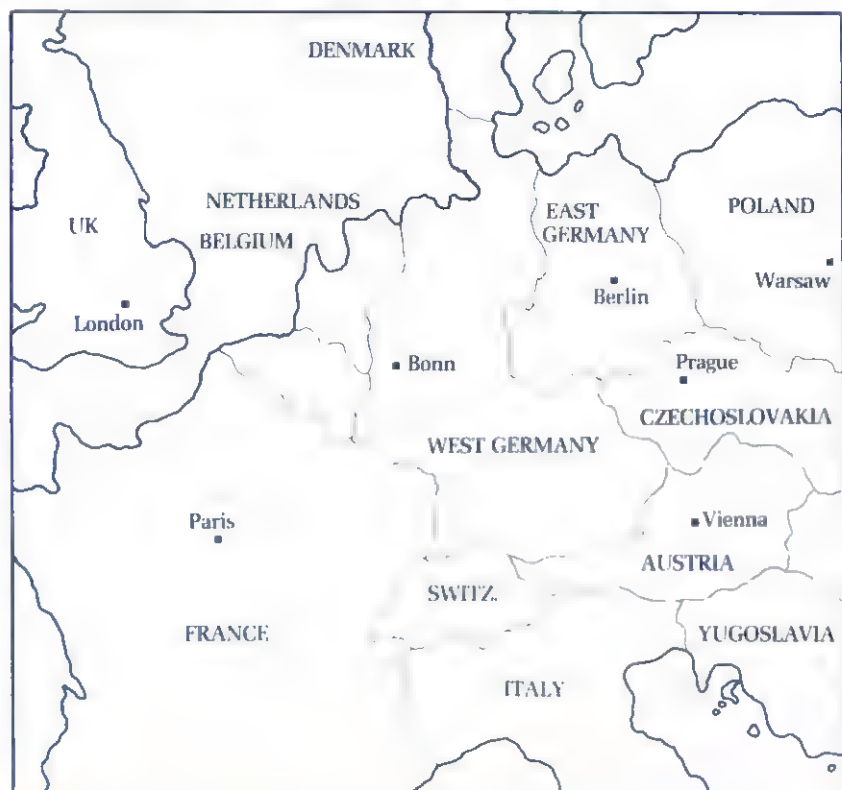 DENMARK
NETHERLANDS
UK
BELGIUM
EAST
GERMANY
POLAND
Warsaw
Berlin
London
Bonn
Prague
CZECHOSLOVAKIA
WEST GERMANY
Paris
Vienna
AUSTRIA
SWITZ.
FRANCE
YUGOSLAVIA
ITALY